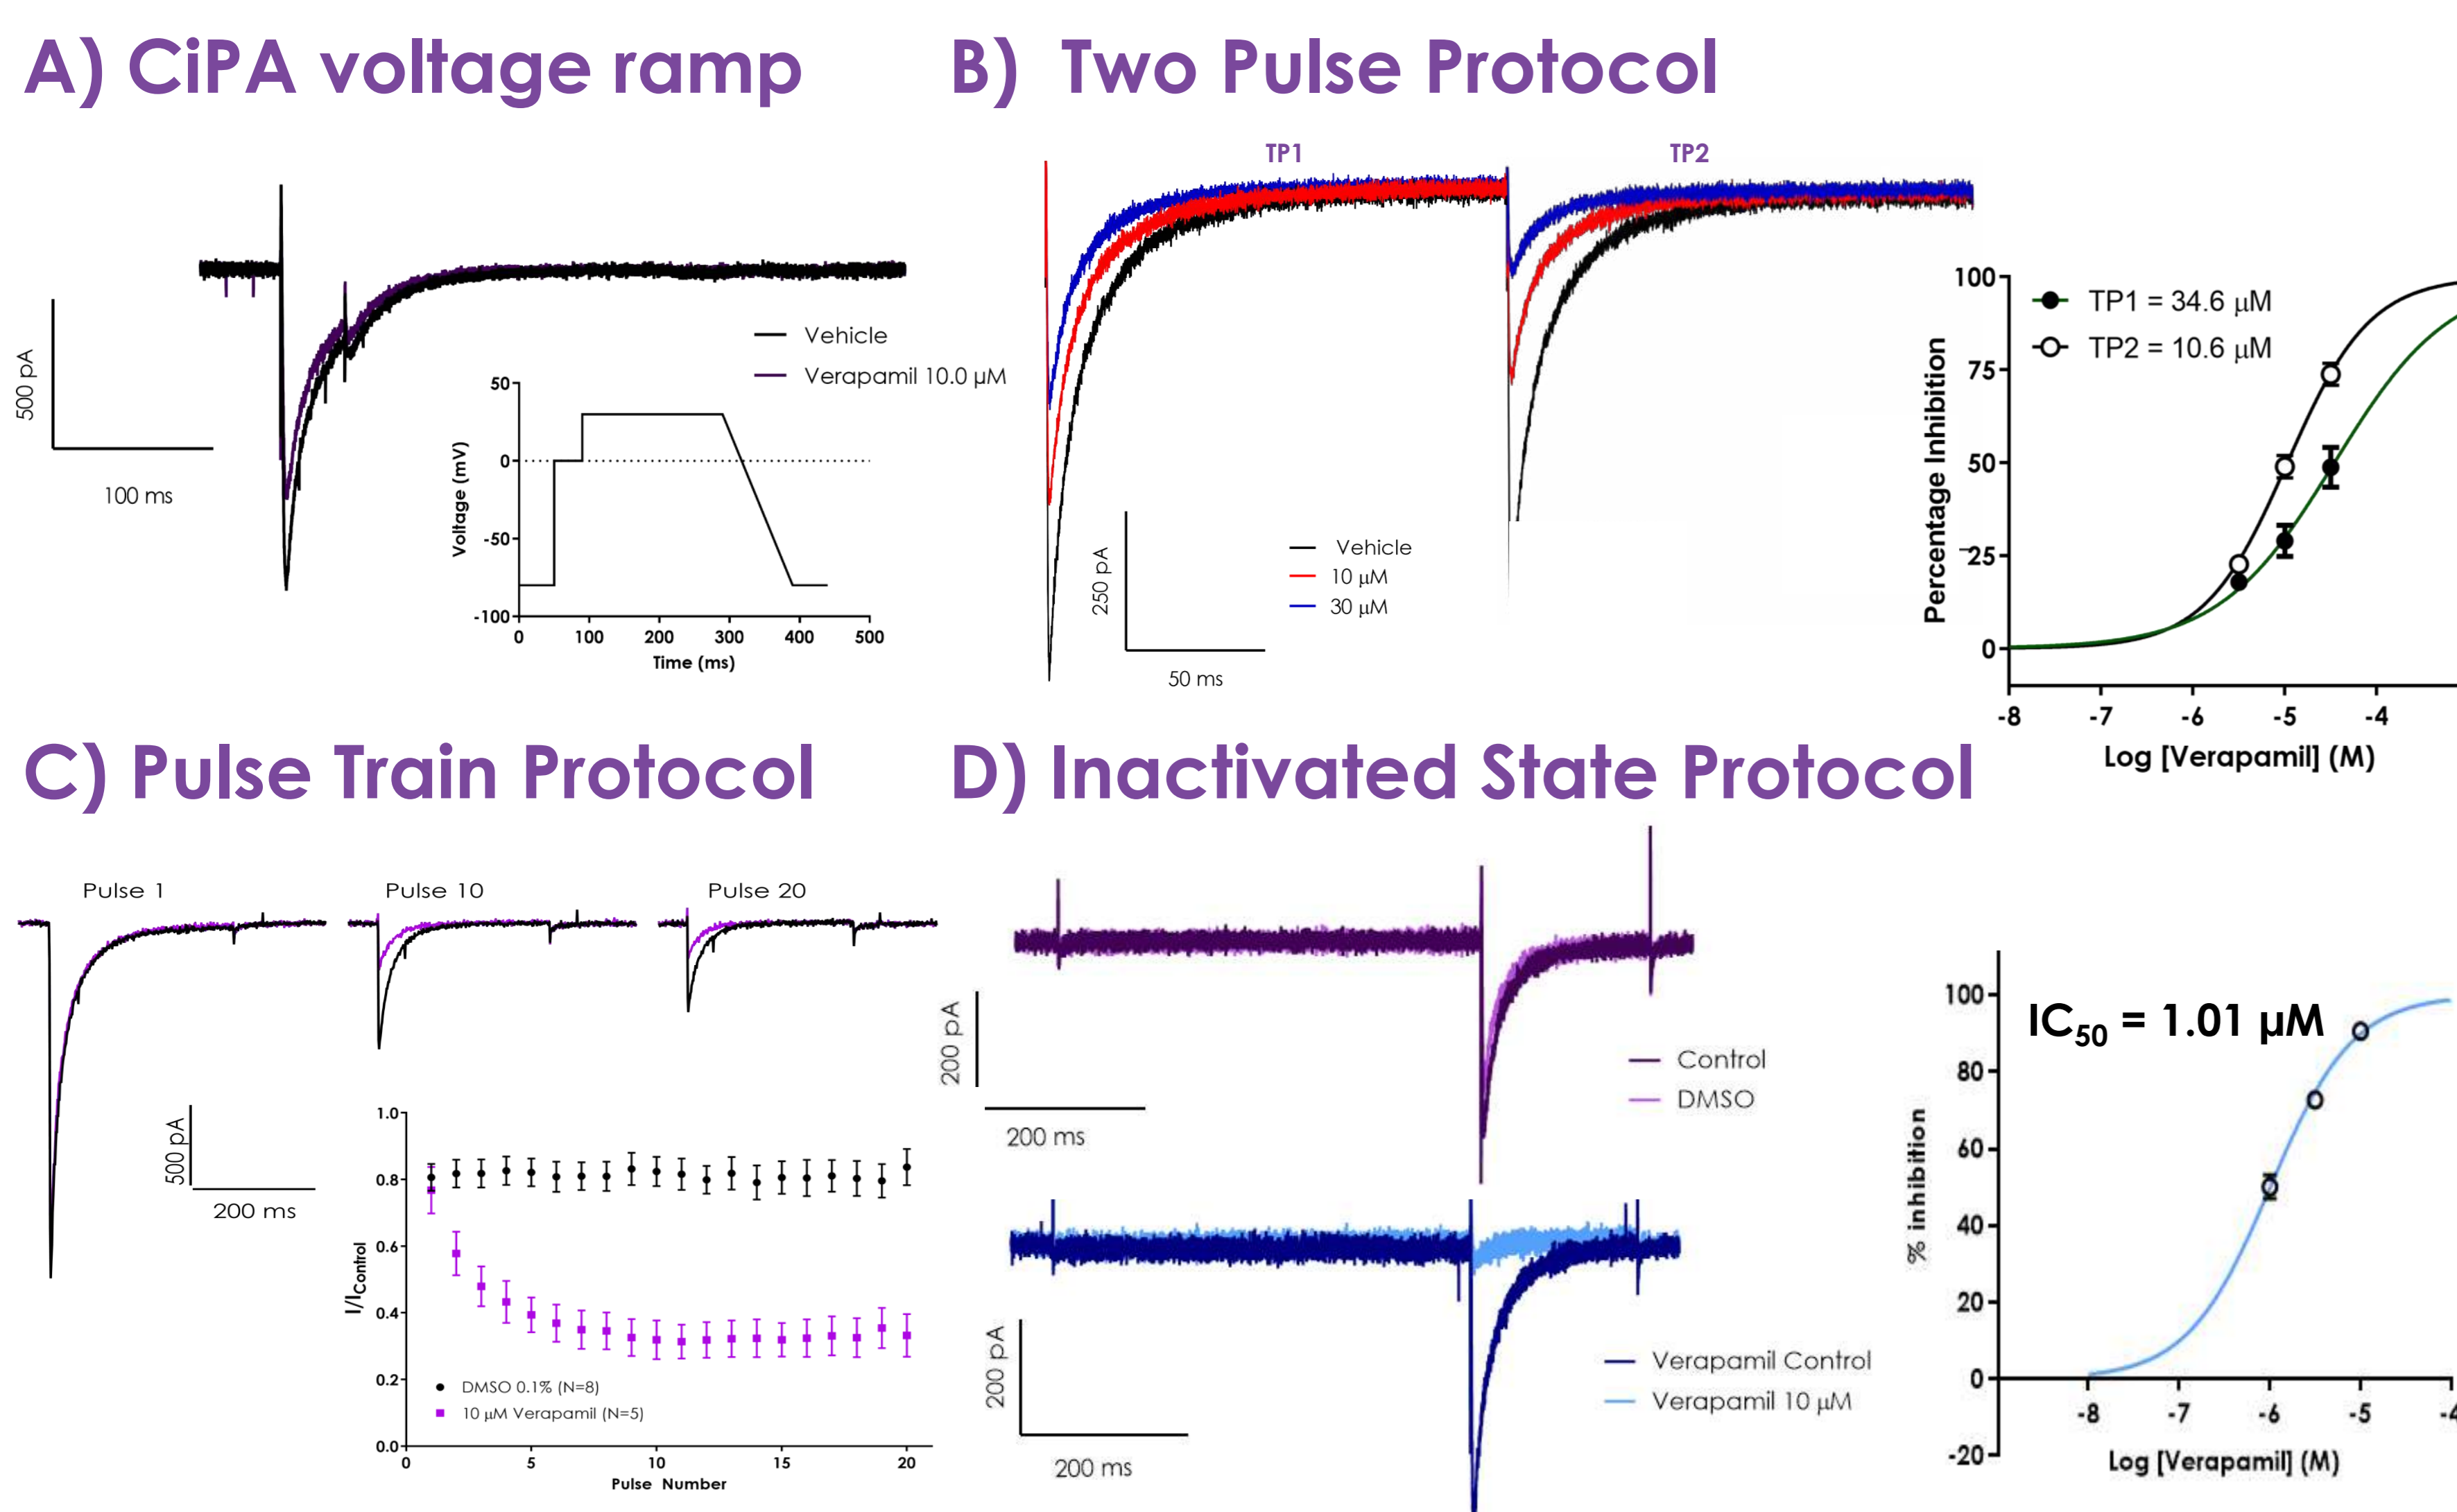 A) CiPA voltage ramp
500 pA
100 ms
Vehicle
Verapamil 10.0 µM
Voltage (mV)
50
0
-50
-100
0 100 200 300 400 500
Time (ms)
B) Two Pulse Protocol
TP1 TP2
250 pA
50 ms
Vehicle
10 µM
30 µM
Percentage Inhibition
100
75
50
25
0
TP1 = 34.6 µM
TP2 = 10.6 µM
-8 -7 -6 -5 -4
Log [Verapamil] (M)
C) Pulse Train Protocol
Pulse 1 Pulse 10 Pulse 20
500 pA
200 ms
I/IControl
1.0
0.8
0.6
0.4
0.2
0.0
DMSO 0.1% (N=8)
10 µM Verapamil (N=5)
0 5 10 15 20
Pulse Number
D) Inactivated State Protocol
200 pA
200 ms
Control
DMSO
200 pA
200 ms
Verapamil Control
Verapamil 10 µM
% inhibition
100
80
60
40
20
0
-20
IC50 = 1.01 µM
-8 -7 -6 -5 -4
Log [Verapamil] (M)